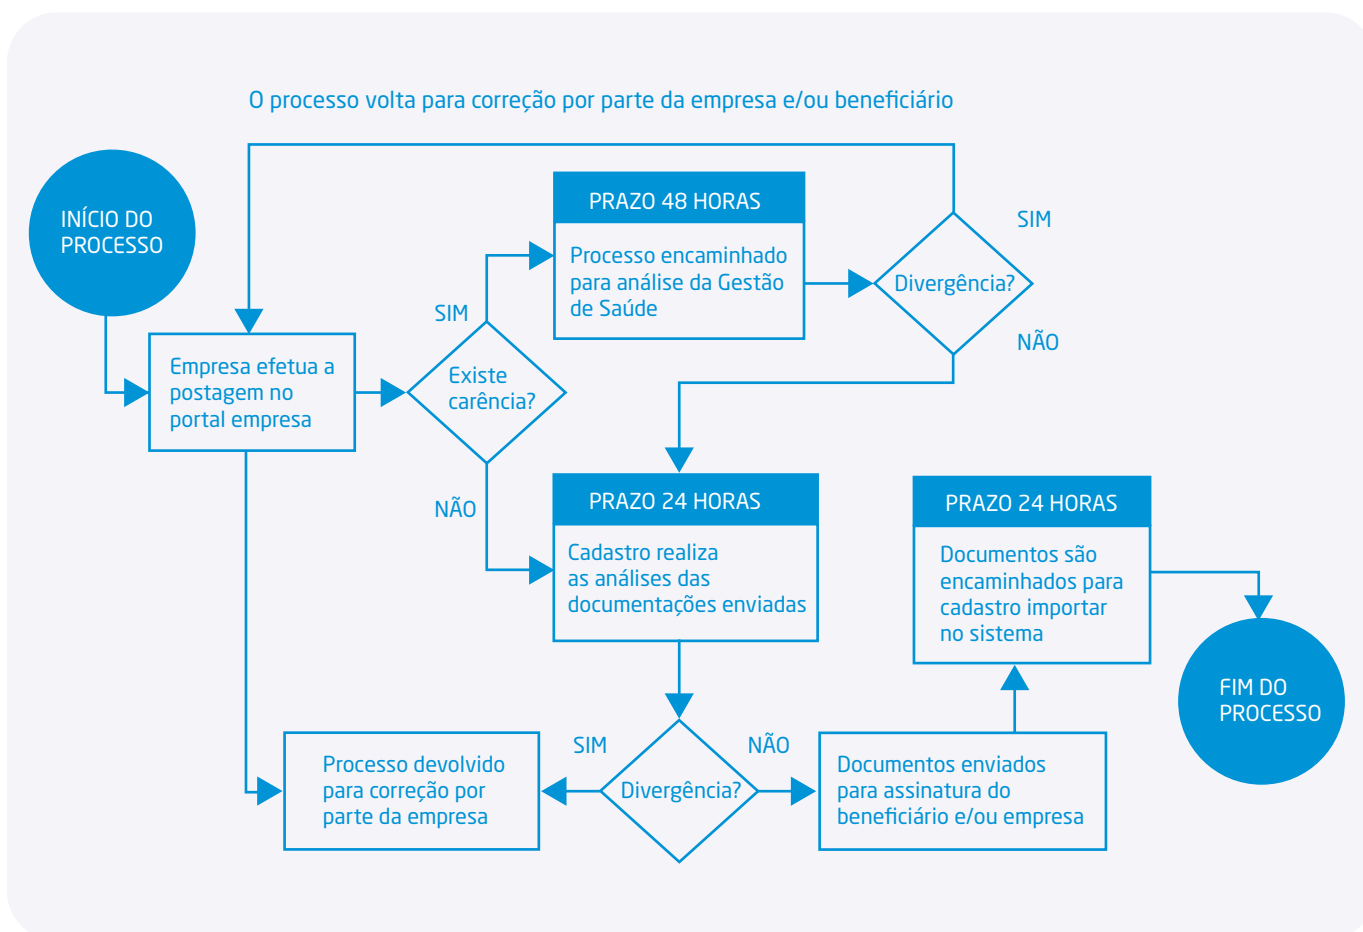 O processo volta para correção por parte da empresa e/ou beneficiário
INÍCIO DO
PROCESSO
Empresa efetua a
postagem no
portal empresa
SIM
Existe
carência?
NÃO
PRAZO 48 HORAS
Processo encaminhado
para análise da Gestão
de Saúde
SIM
Divergência?
NÃO
PRAZO 24 HORAS
Cadastro realiza
as análises das
documentações enviadas
PRAZO 24 HORAS
Documentos são
encaminhados para
cadastro importar
no sistema
FIM DO
PROCESSO
Processo devolvido
para correção por
parte da empresa
SIM
Divergência?
NÃO
Documentos enviados
para assinatura do
beneficiário e/ou empresa